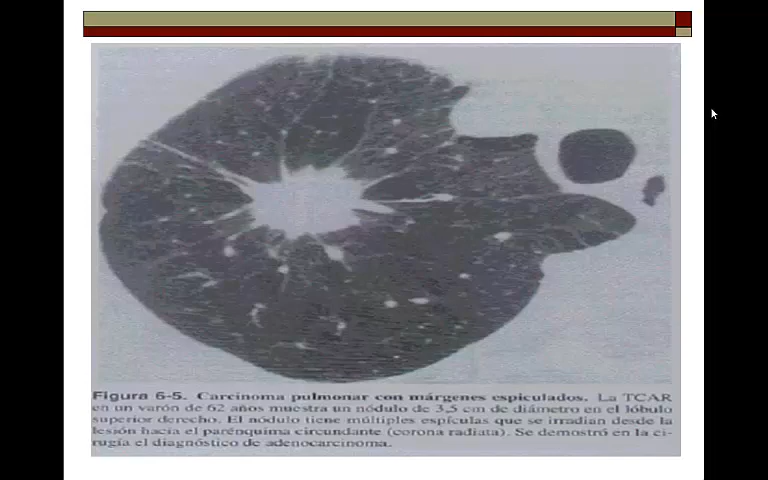 Figura 6-5. Carcinoma pulmonar con márgenes espiculados. La TCAR
en un varón de 62 años muestra un nódulo de 3,5 cm de diámetro en el lóbulo
superior derecho. El nódulo tiene múltiples espículas que se irradian desde la
lesión hacia el parénquima circundante (corona radiata). Se demostró en la ci-
rugía el diagnóstico de adenocarcinoma.